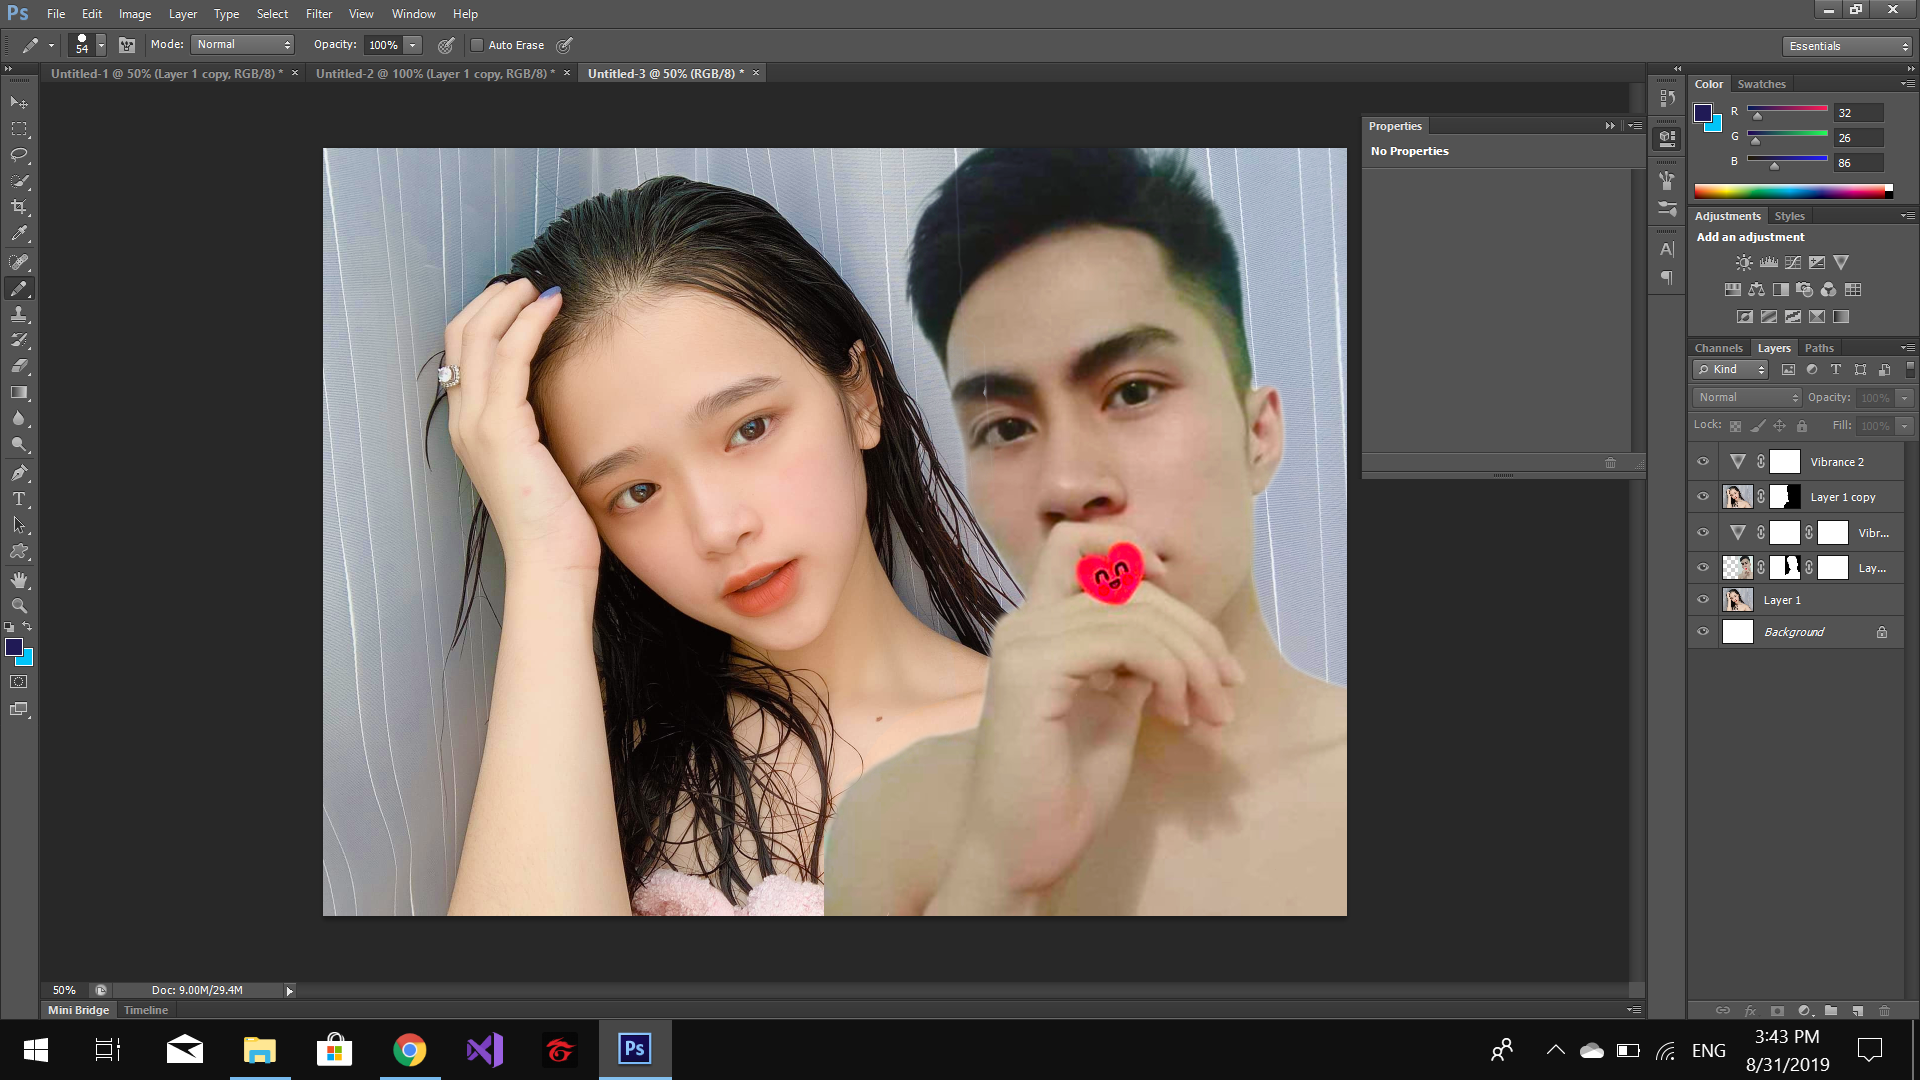 Ps File Edit Image Layer Type Select Filter View Window Help
54 Mode: Normal Opacity: 100% Auto Erase Essentials
Untitled-1 @ 50% (Layer 1 copy, RGB/8) * × Untitled-2 @ 100% (Layer 1 copy, RGB/8) * × Untitled-3 @ 50% (RGB/8) * ×
Color Swatches
R 32
G 26
B 86
Properties
No Properties
Adjustments Styles
Add an adjustment
Channels Layers Paths
Kind
Normal Opacity: 100%
Lock: Fill: 100%
Vibrance 2
Layer 1 copy
Vibr...
Lay...
Layer 1
Background
50% Doc: 9.00M/29.4M
Mini Bridge Timeline
Ps ENG 3:43 PM
8/31/2019